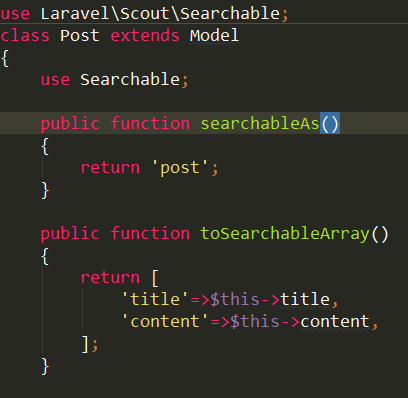 use Laravel\Scout\Searchable;
class Post extends Model
{
    use Searchable;
    public function searchableAs()
    {
        return 'post';
    }
    public function toSearchableArray()
    {
        return [
            'title'=>$this->title,
            'content'=>$this->content,
        ];
    }